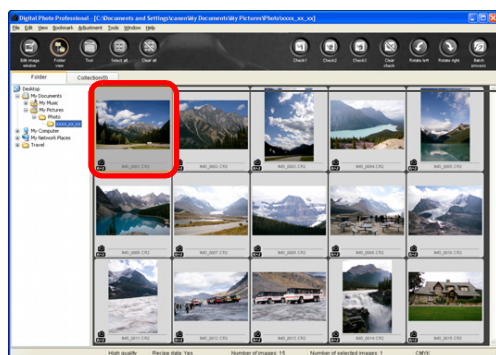 Digital Photo Professional - [C:\Documents and Settings\canon\My Documents\My Pictures\Photo\xxxx_xx_xx]
File Edit View Bookmark Adjustment Tools Window Help
Edit image window Folder view Tool Select all Clear all Check1 Check2 Check3 Clear check Rotate left Rotate right Batch process
Folder Collection(0)
Desktop
My Documents
My Music
My Pictures
Photo
xxxx_xx_xx
My Computer
My Network Places
Travel
IMG_0001.CR2 IMG_0002.CR2 IMG_0003.CR2 IMG_0004.CR2 IMG_0005.CR2
IMG_0006.CR2 IMG_0007.CR2 IMG_0008.CR2 IMG_0009.CR2 IMG_0010.CR2
IMG_0011.CR2 IMG_0012.CR2 IMG_0013.CR2 IMG_0014.CR2 IMG_0015.CR2
High quality Recipe data: Yes Number of images: 15 Number of selected images: 1 CMYK